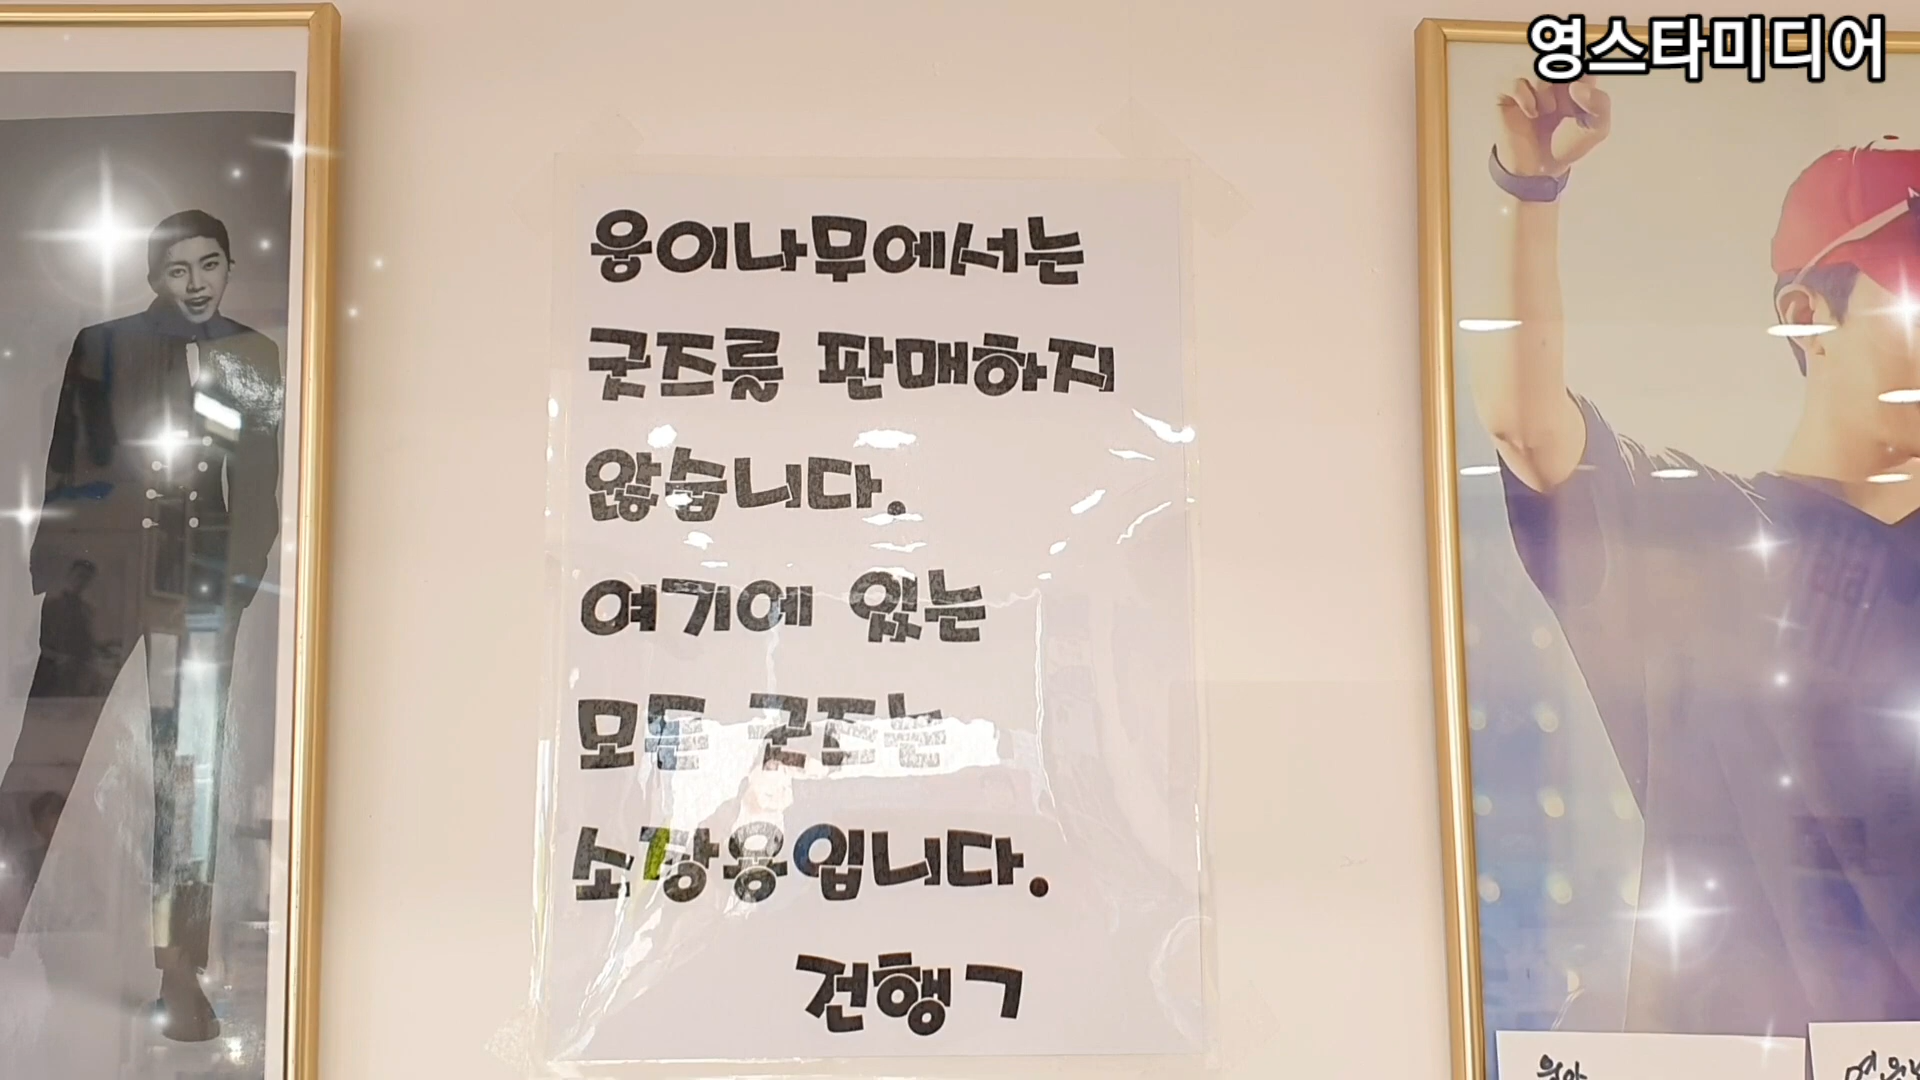 영스타미디어
웅이나무에서는
굿즈를 판매하지
않습니다.
여기에 있는
모든 굿즈는
소장용입니다.
건행ㄱ